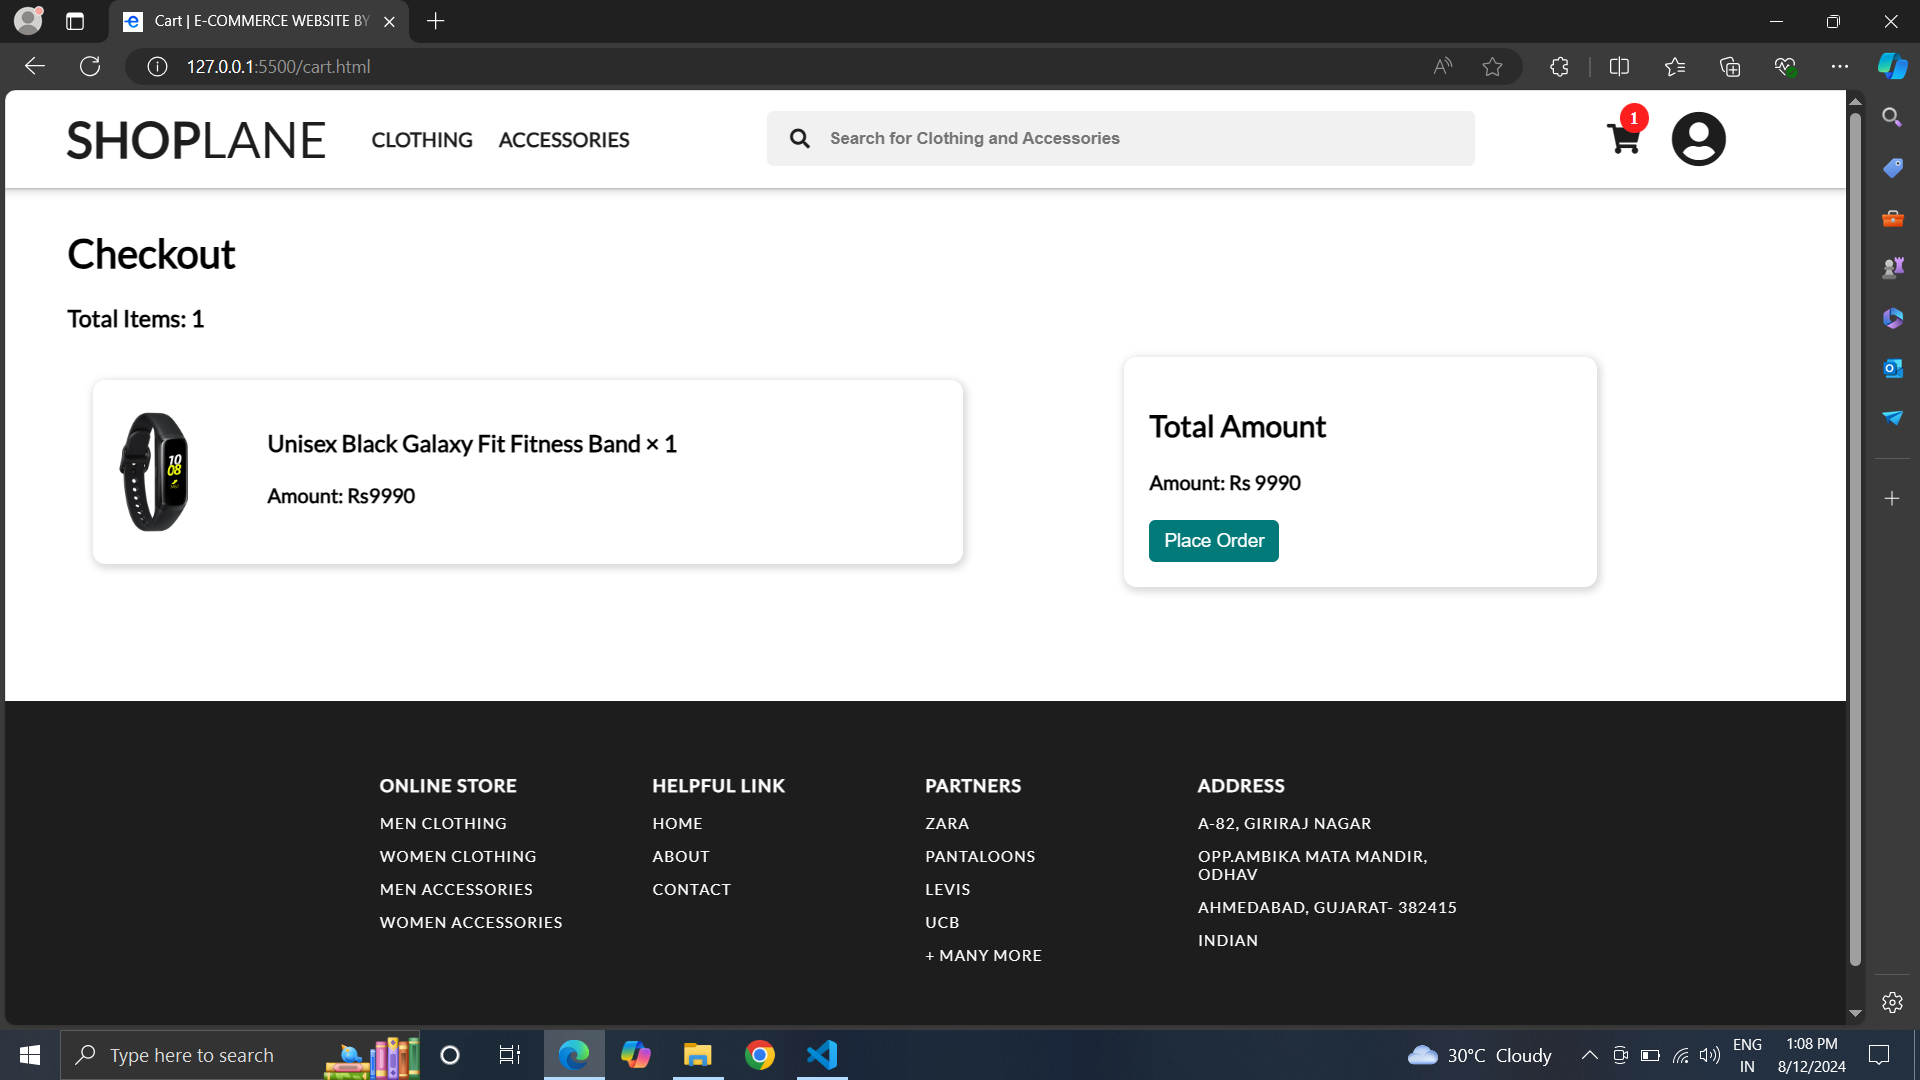 Cart | E-COMMERCE WEBSITE BY
127.0.0.1:5500/cart.html
SHOPLANE
CLOTHING
ACCESSORIES
Search for Clothing and Accessories
1
Checkout
Total Items: 1
10
08
Unisex Black Galaxy Fit Fitness Band × 1
Amount: Rs9990
Total Amount
Amount: Rs 9990
Place Order
ONLINE STORE
MEN CLOTHING
WOMEN CLOTHING
MEN ACCESSORIES
WOMEN ACCESSORIES
HELPFUL LINK
HOME
ABOUT
CONTACT
PARTNERS
ZARA
PANTALOONS
LEVIS
UCB
+ MANY MORE
ADDRESS
A-82, GIRIRAJ NAGAR
OPP.AMBIKA MATA MANDIR,
ODHAV
AHMEDABAD, GUJARAT- 382415
INDIAN
Type here to search
30°C Cloudy
ENG
IN
1:08 PM
8/12/2024